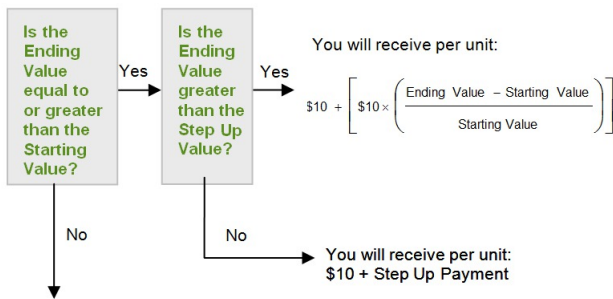 Is the
Ending
Value
equal to
or greater
than the
Starting
Value?
Yes
Is the
Ending
Value
greater
than the
Step Up
Value?
Yes
You will receive per unit:
$10 + [ $10 × ( Ending Value – Starting Value
Starting Value ) ]
No
No
You will receive per unit:
$10 + Step Up Payment